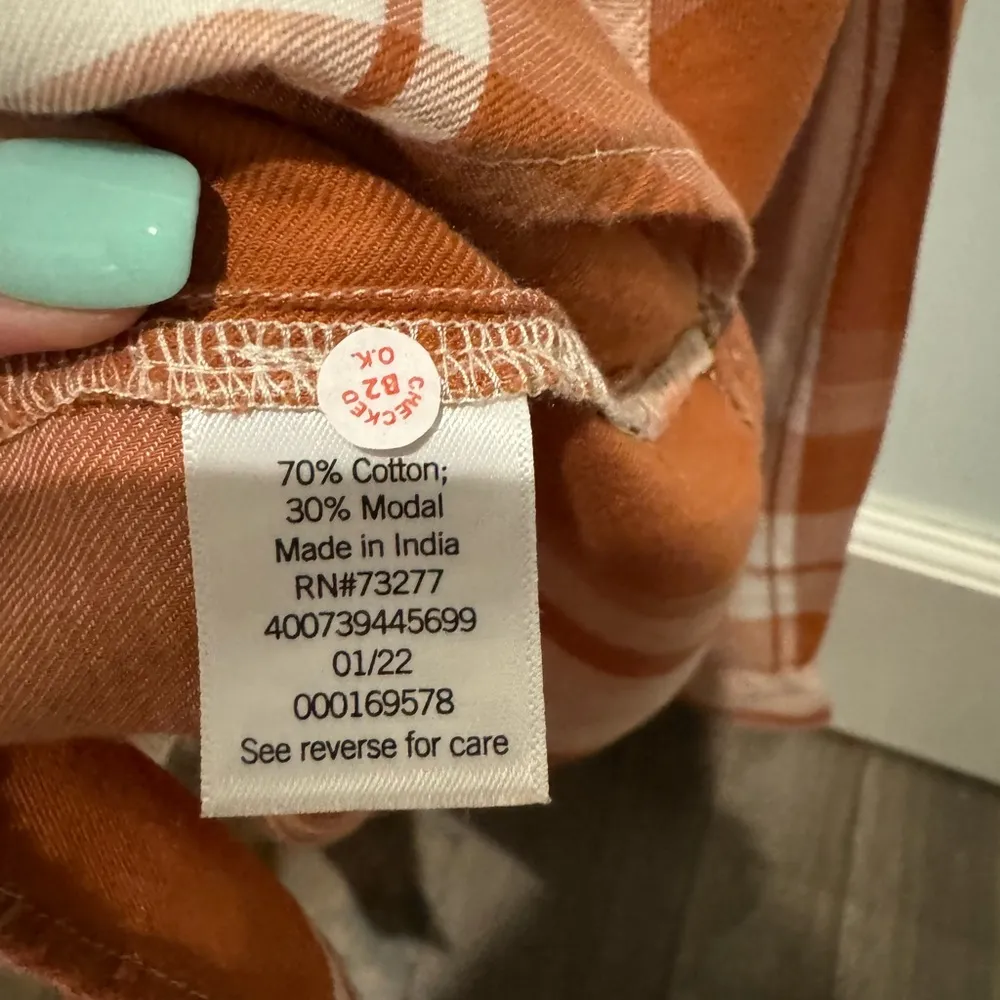 CHECKED
B2
O.K.
70% Cotton;
30% Modal
Made in India
RN#73277
400739445699
01/22
000169578
See reverse for care